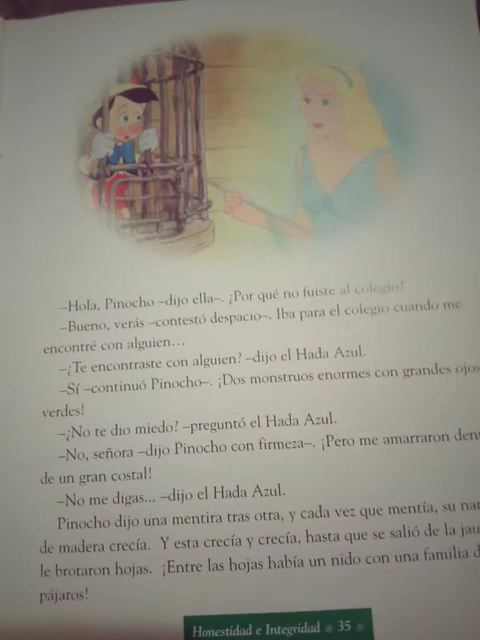 –Hola, Pinocho –dijo ella–. ¿Por qué no fuiste al colegio?
–Bueno, verás –contestó despacio–. Iba para el colegio cuando me
encontré con alguien…
–¿Te encontraste con alguien? –dijo el Hada Azul.
–Sí –continuó Pinocho–. ¡Dos monstruos enormes con grandes ojos
verdes!
–¿No te dio miedo? –preguntó el Hada Azul.
–No, señora –dijo Pinocho con firmeza–. ¡Pero me amarraron
de un gran costal!
–No me digas... –dijo el Hada Azul.
Pinocho dijo una mentira tras otra, y cada vez que mentía, su
de madera crecía. Y esta crecía y crecía, hasta que se salió de la
le brotaron hojas. ¡Entre las hojas había un nido con una familia
pájaros!
Honestidad e Integridad 35